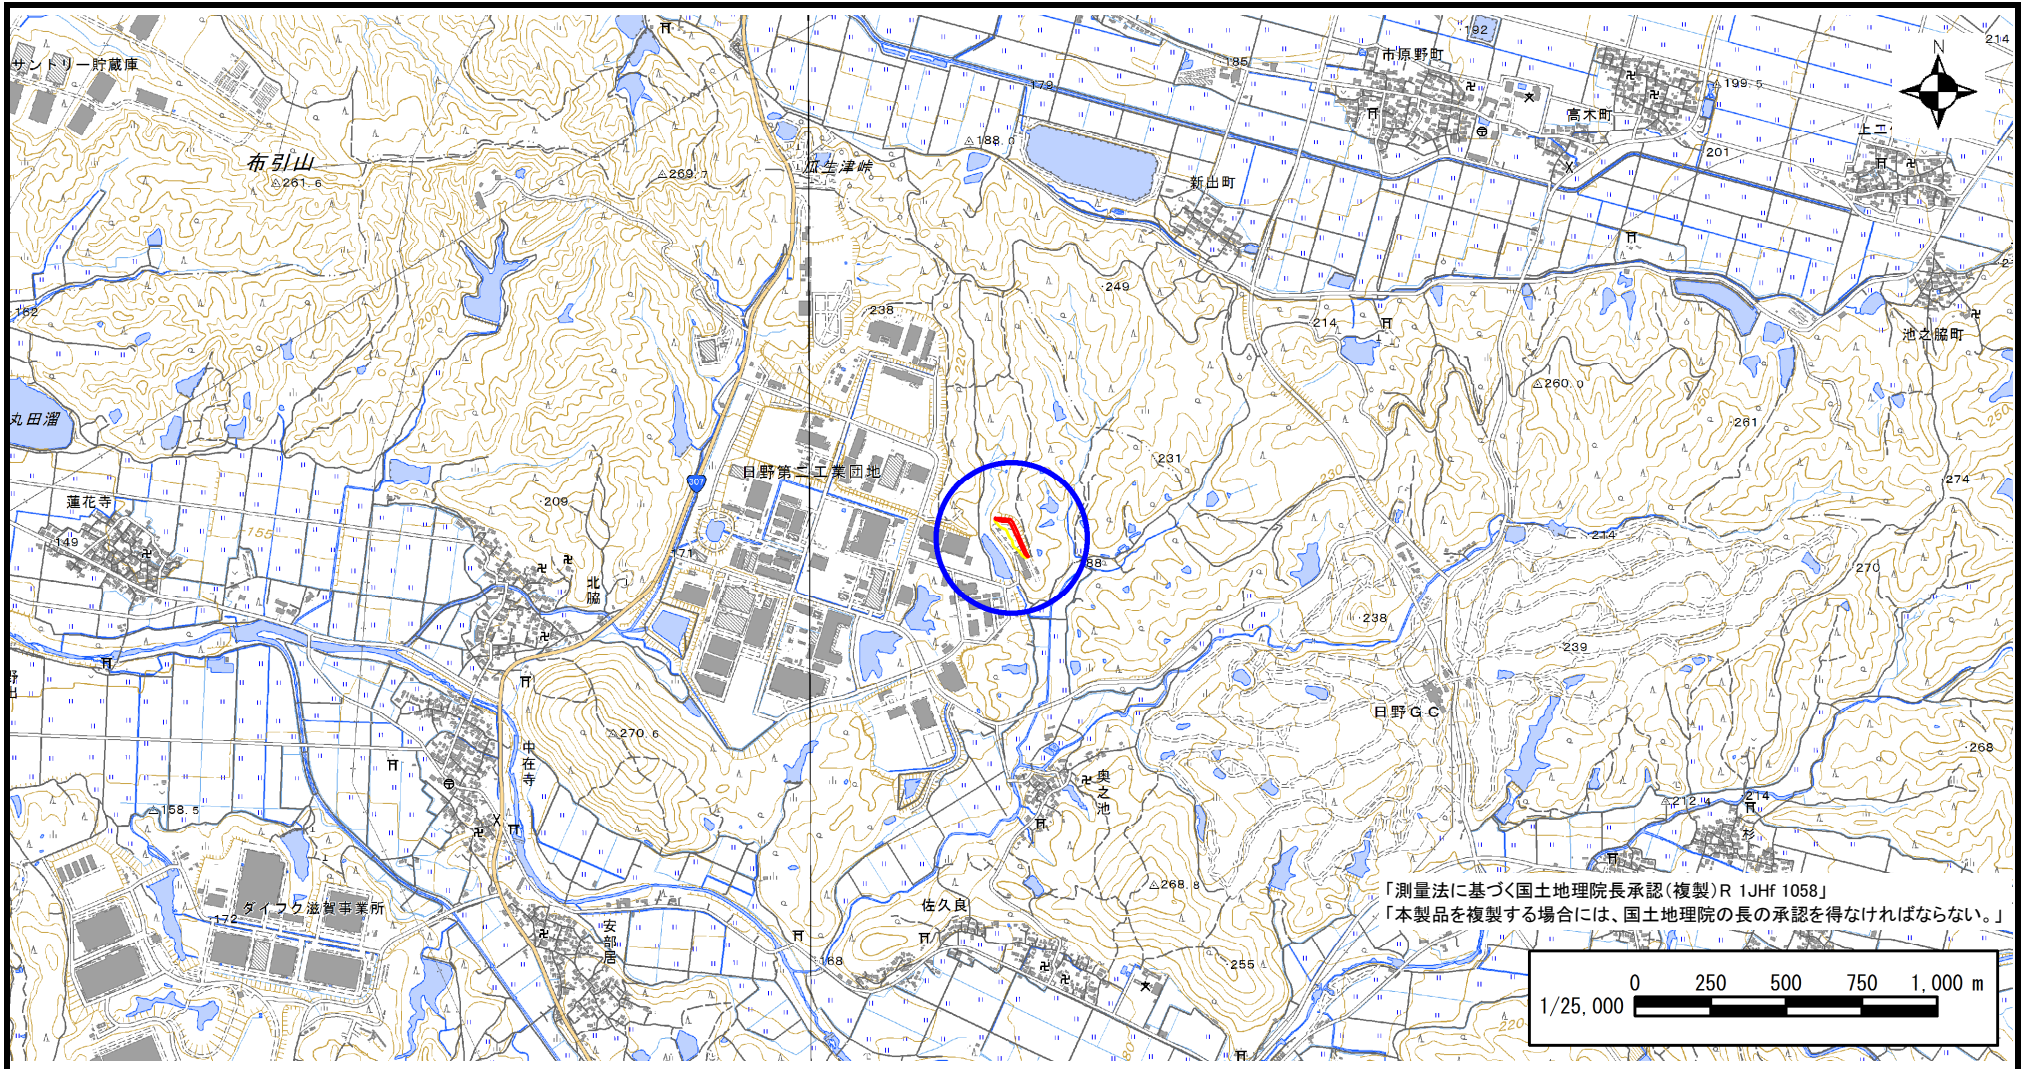 サントリー貯蔵庫
布引山
△261.6
△269.7
瓜生津峠
△188.0
179
185
192
市原野町
高木町
△199.5
214
N
201
新出町
池之脇町
162
200
丸田溜
238
220
249
214
△260.0
250
261
250
274
231
230
日野第二工業団地
307
209
蓮花寺
149
155
171
北脇
214
270
238
239
日野GC
△270.6
中在寺
奥之池
268
△212.4
214
杉
△158.5
△268.8
ダイフク滋賀事業所
172
安部居
佐久良
168
255
220
「測量法に基づく国土地理院長承認(複製)R 1JHf 1058」
「本製品を複製する場合には、国土地理院の長の承認を得なければならない。」
1/25,000
0 250 500 750 1,000 m